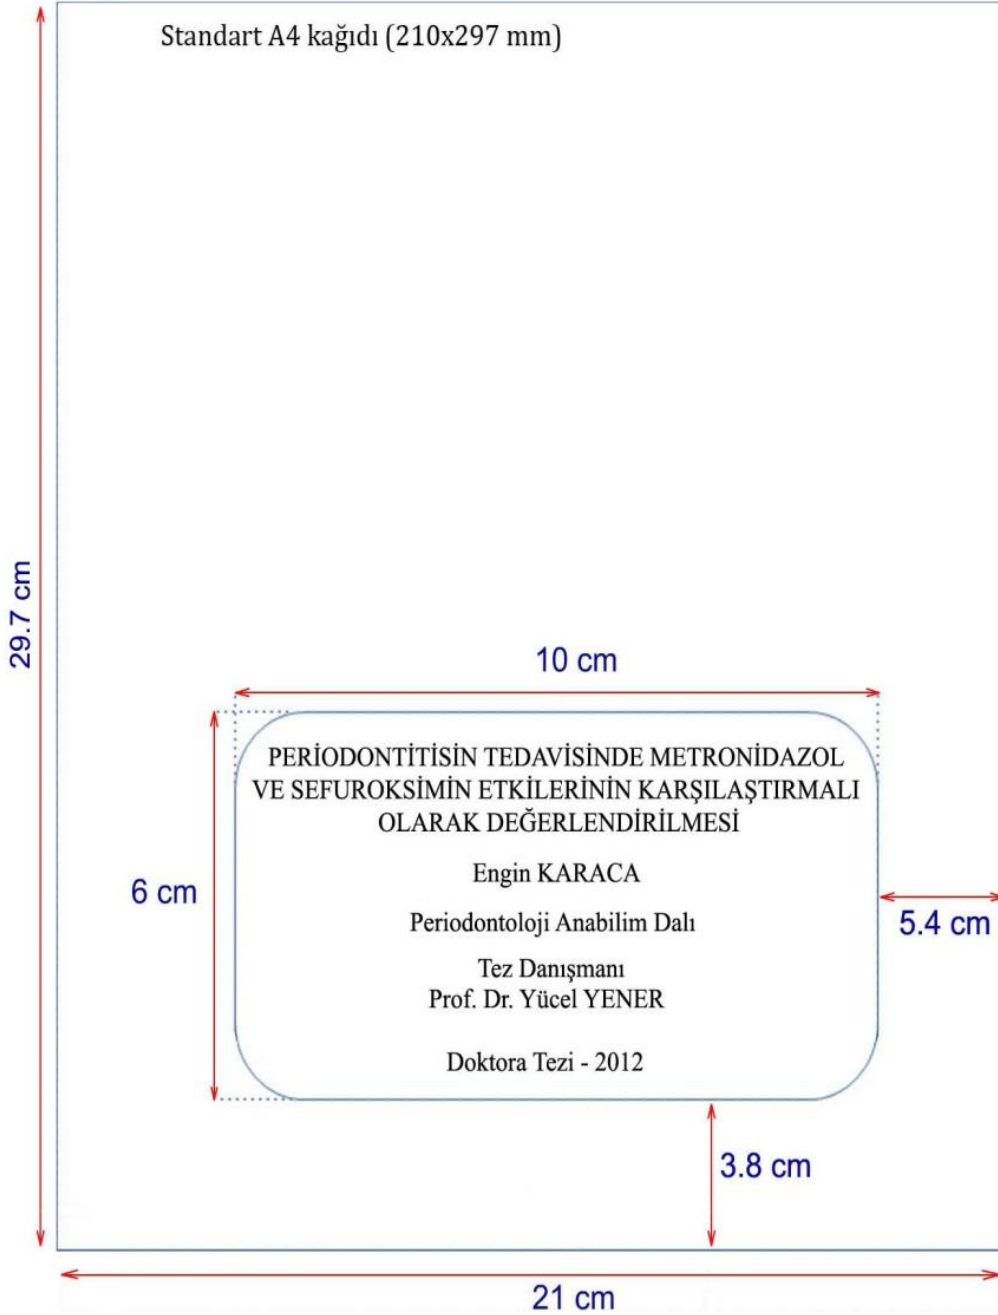 Standart A4 kağıdı (210x297 mm)
29.7 cm
10 cm
PERİODONTİTİSİN TEDAVİSİNDE METRONİDAZOL
VE SEFUROKSİMİN ETKİLERİNİN KARŞILAŞTIRMALI
OLARAK DEĞERLENDİRİLMESİ
Engin KARACA
6 cm
Periodontoloji Anabilim Dalı
5.4 cm
Tez Danışmanı
Prof. Dr. Yücel YENER
Doktora Tezi - 2012
3.8 cm
21 cm